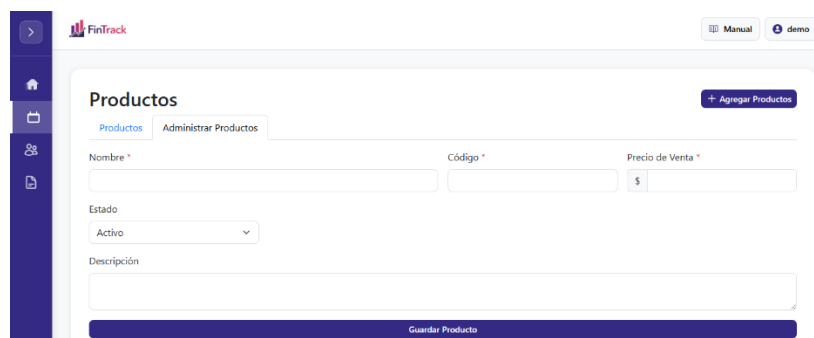 FinTrack
Manual
demo
Productos
+ Agregar Productos
Productos
Administrar Productos
Nombre *
Código *
Precio de Venta *
$
Estado
Activo
Descripción
Guardar Producto